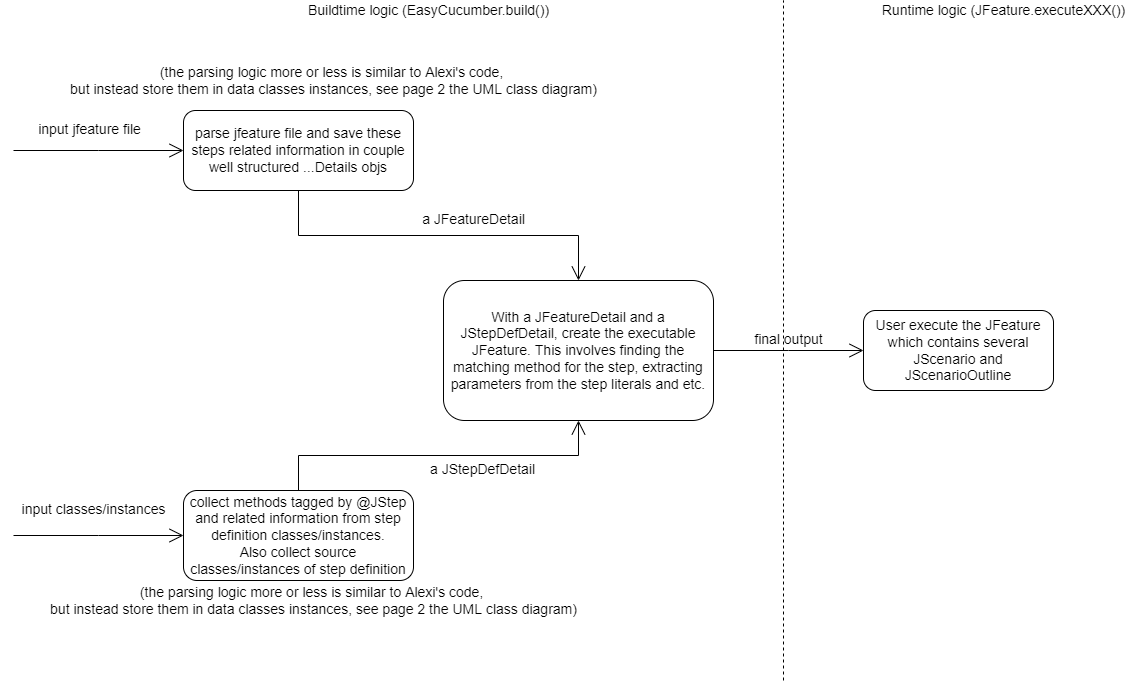 Buildtime logic (EasyCucumber.build())
Runtime logic (JFeature.executeXXX())
(the parsing logic more or less is similar to Alexi's code,
but instead store them in data classes instances, see page 2 the UML class diagram)
input jfeature file
parse jfeature file and save these
steps related information in couple
well structured ...Details objs
a JFeatureDetail
With a JFeatureDetail and a
JStepDefDetail, create the executable
JFeature. This involves finding the
matching method for the step, extracting
parameters from the step literals and etc.
final output
User execute the JFeature
which contains several
JScenario and
JScenarioOutline
a JStepDefDetail
input classes/instances
collect methods tagged by @JStep
and related information from step
definition classes/instances.
Also collect source
classes/instances of step definition
(the parsing logic more or less is similar to Alexi's code,
but instead store them in data classes instances, see page 2 the UML class diagram)